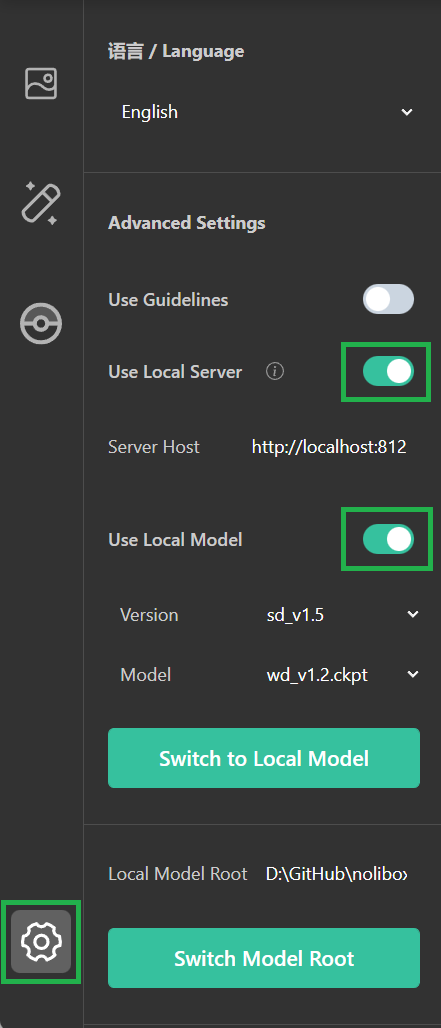 语言 / Language
English
Advanced Settings
Use Guidelines
Use Local Server
Server Host http://localhost:812
Use Local Model
Version sd_v1.5
Model wd_v1.2.ckpt
Switch to Local Model
Local Model Root D:\GitHub\nolibox
Switch Model Root